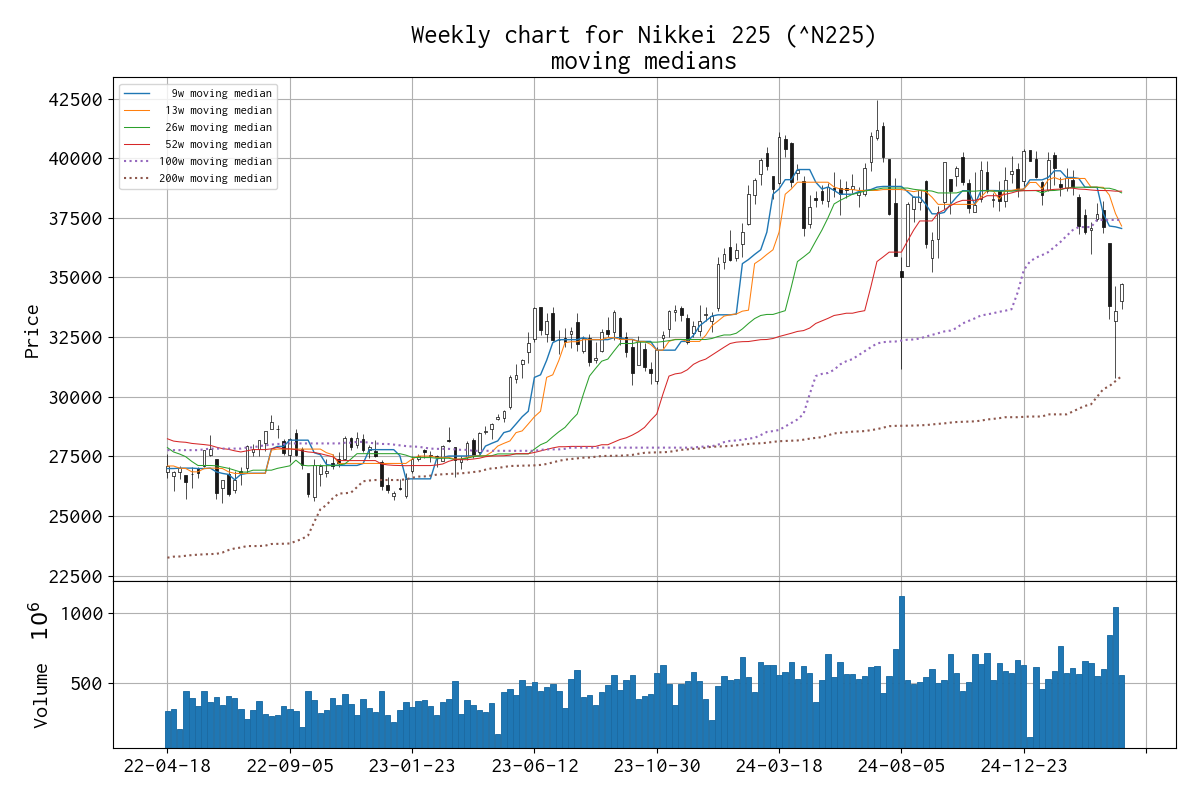 Weekly chart for Nikkei 225 (^N225)
moving medians
9w moving median
13w moving median
26w moving median
52w moving median
100w moving median
200w moving median
42500
40000
37500
35000
32500
30000
27500
25000
22500
Price
1000
500
Volume 10^6
22-04-18 22-09-05 23-01-23 23-06-12 23-10-30 24-03-18 24-08-05 24-12-23